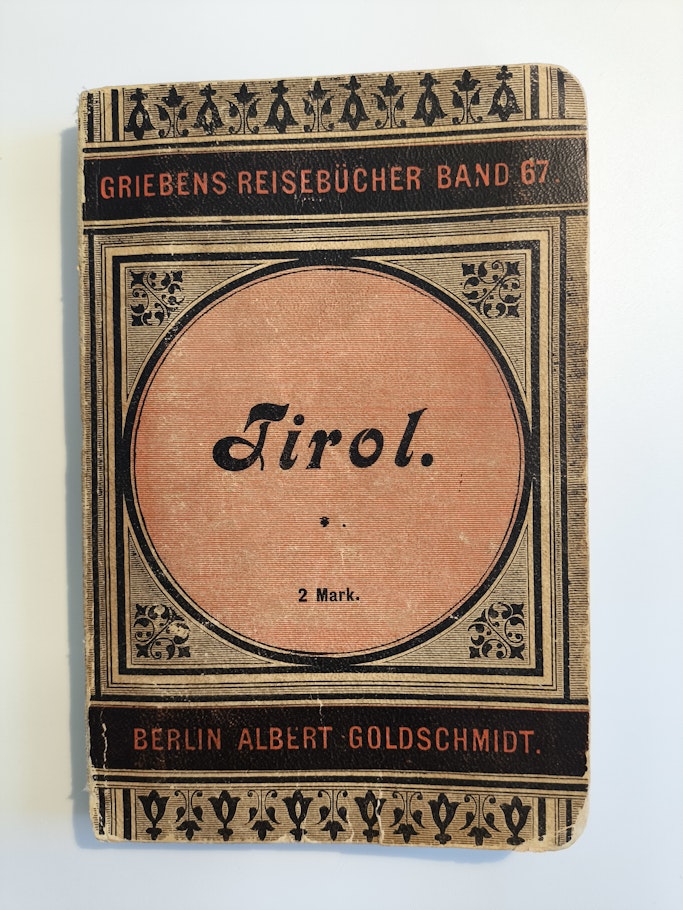 GRIEBENS REISEBÜCHER BAND 67
Tirol.
2 Mark.
BERLIN ALBERT GOLDSCHMIDT.